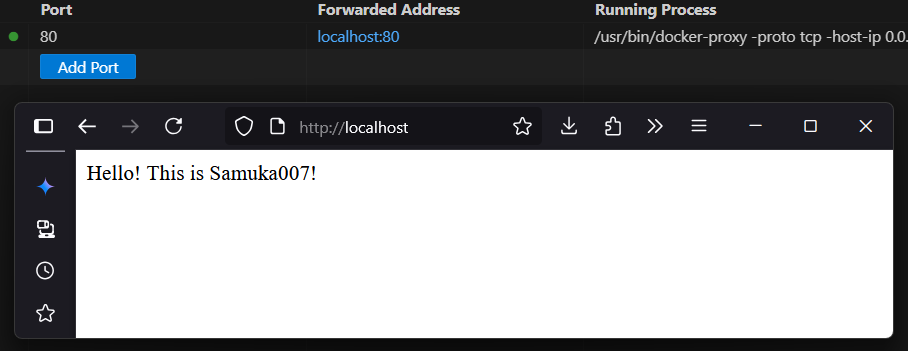 Port Forwarded Address Running Process
80 localhost:80 /usr/bin/docker-proxy -proto tcp -host-ip 0.0.
Add Port
http://localhost
Hello! This is Samuka007!